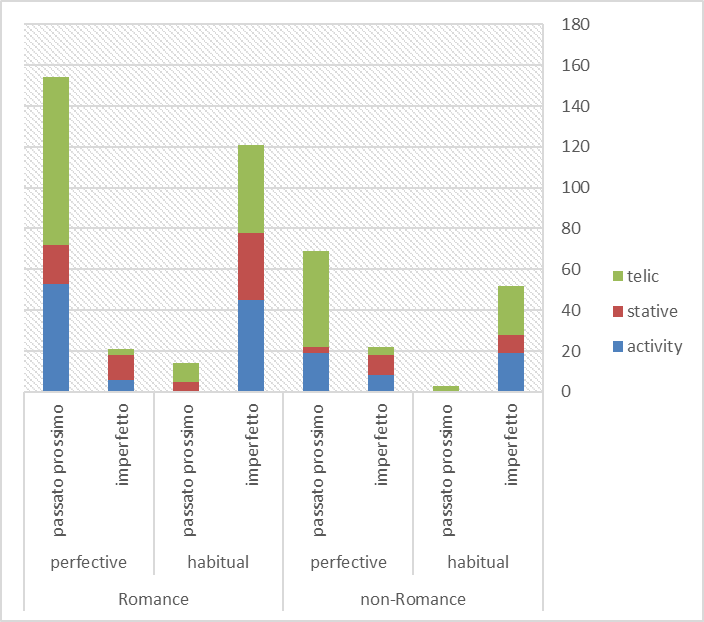 180
160
140
120
100
80
60
40
20
0
telic
stative
activity
passato prossimo
imperfetto
passato prossimo
imperfetto
passato prossimo
imperfetto
passato prossimo
imperfetto
perfective habitual perfective habitual
Romance non-Romance